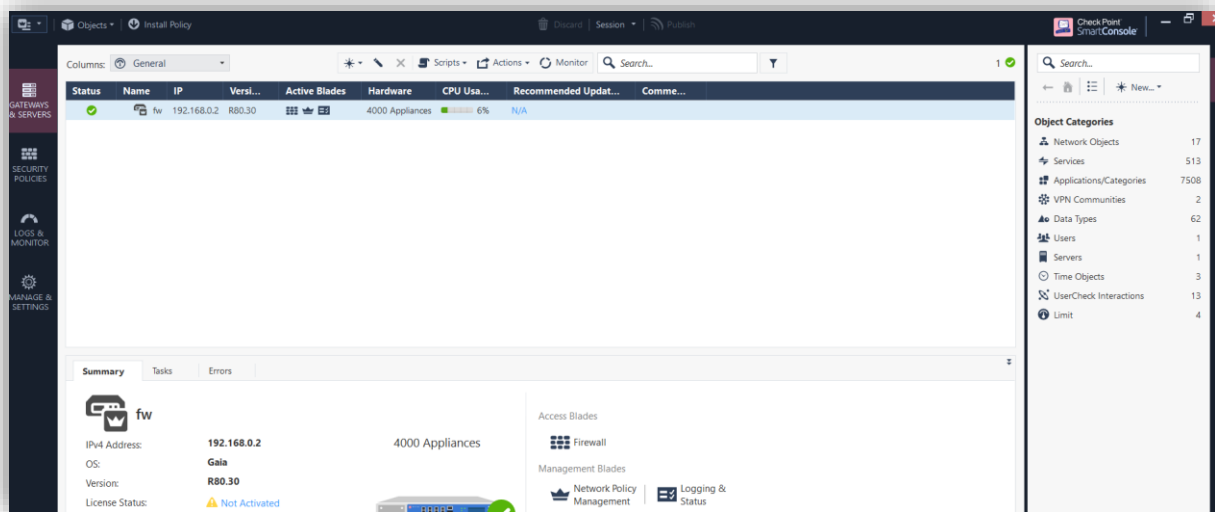 Objects
Install Policy
Discard
Session
Publish
Check Point
SmartConsole
GATEWAYS
& SERVERS
SECURITY
POLICIES
LOGS &
MONITOR
MANAGE &
SETTINGS
Columns: General
Scripts
Actions
Monitor
Search...
1
Status Name IP Versi... Active Blades Hardware CPU Usa... Recommended Updat... Comme...
fw 192.168.0.2 R80.30 4000 Appliances 6% N/A
Summary Tasks Errors
fw
IPv4 Address: 192.168.0.2
OS: Gaia
Version: R80.30
License Status: Not Activated
4000 Appliances
Access Blades
Firewall
Management Blades
Network Policy
Management
Logging &
Status
Search...
New...
Object Categories
Network Objects 17
Services 513
Applications/Categories 7508
VPN Communities 2
Data Types 62
Users 1
Servers 1
Time Objects 3
UserCheck Interactions 13
Limit 4